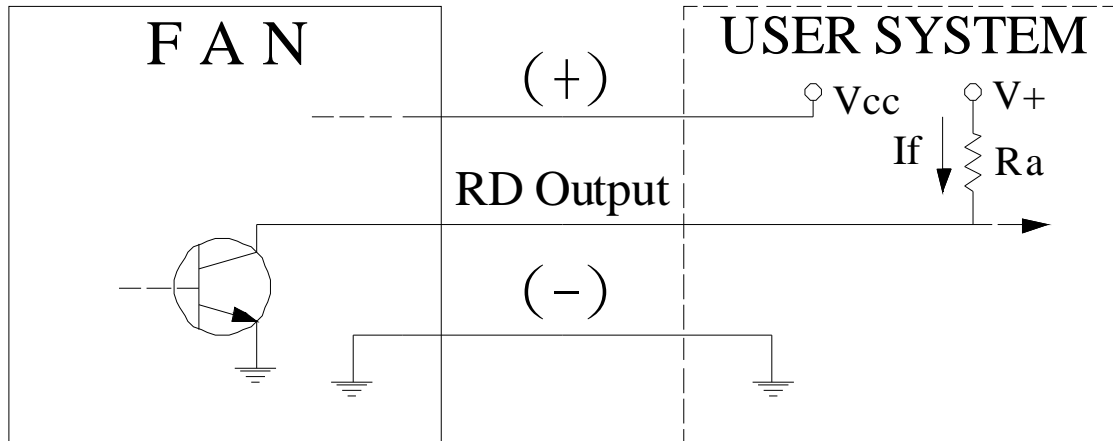 F A N
USER SYSTEM
(+)
Vcc
V+
If
Ra
RD Output
(-)